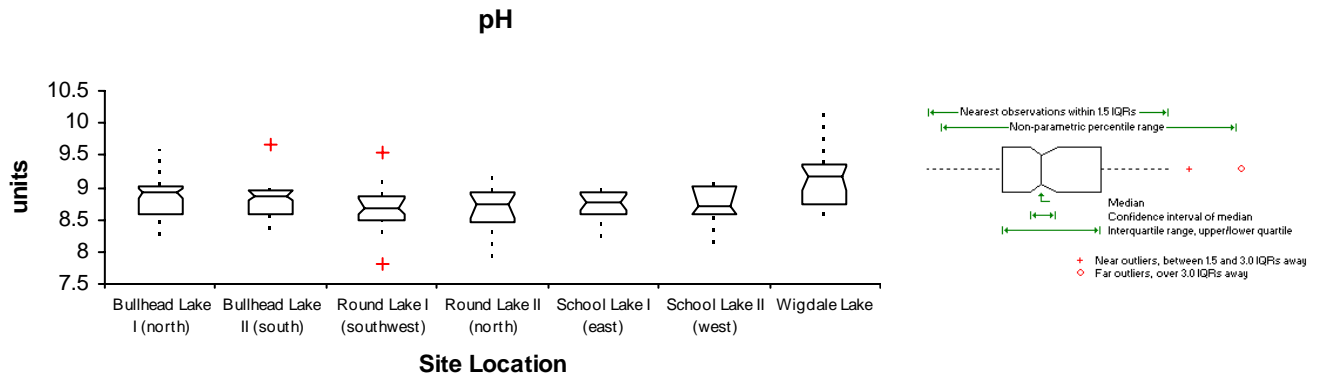 pH
10.5
10
9.5
9
8.5
8
7.5
units
Bullhead Lake I (north)
Bullhead Lake II (south)
Round Lake I (southwest)
Round Lake II (north)
School Lake I (east)
School Lake II (west)
Wigdale Lake
Site Location
Nearest observations within 1.5 IQRs
Non-parametric percentile range
Median
Confidence interval of median
Interquartile range, upper/lower quartile
Near outliers, between 1.5 and 3.0 IQRs away
Far outliers, over 3.0 IQRs away